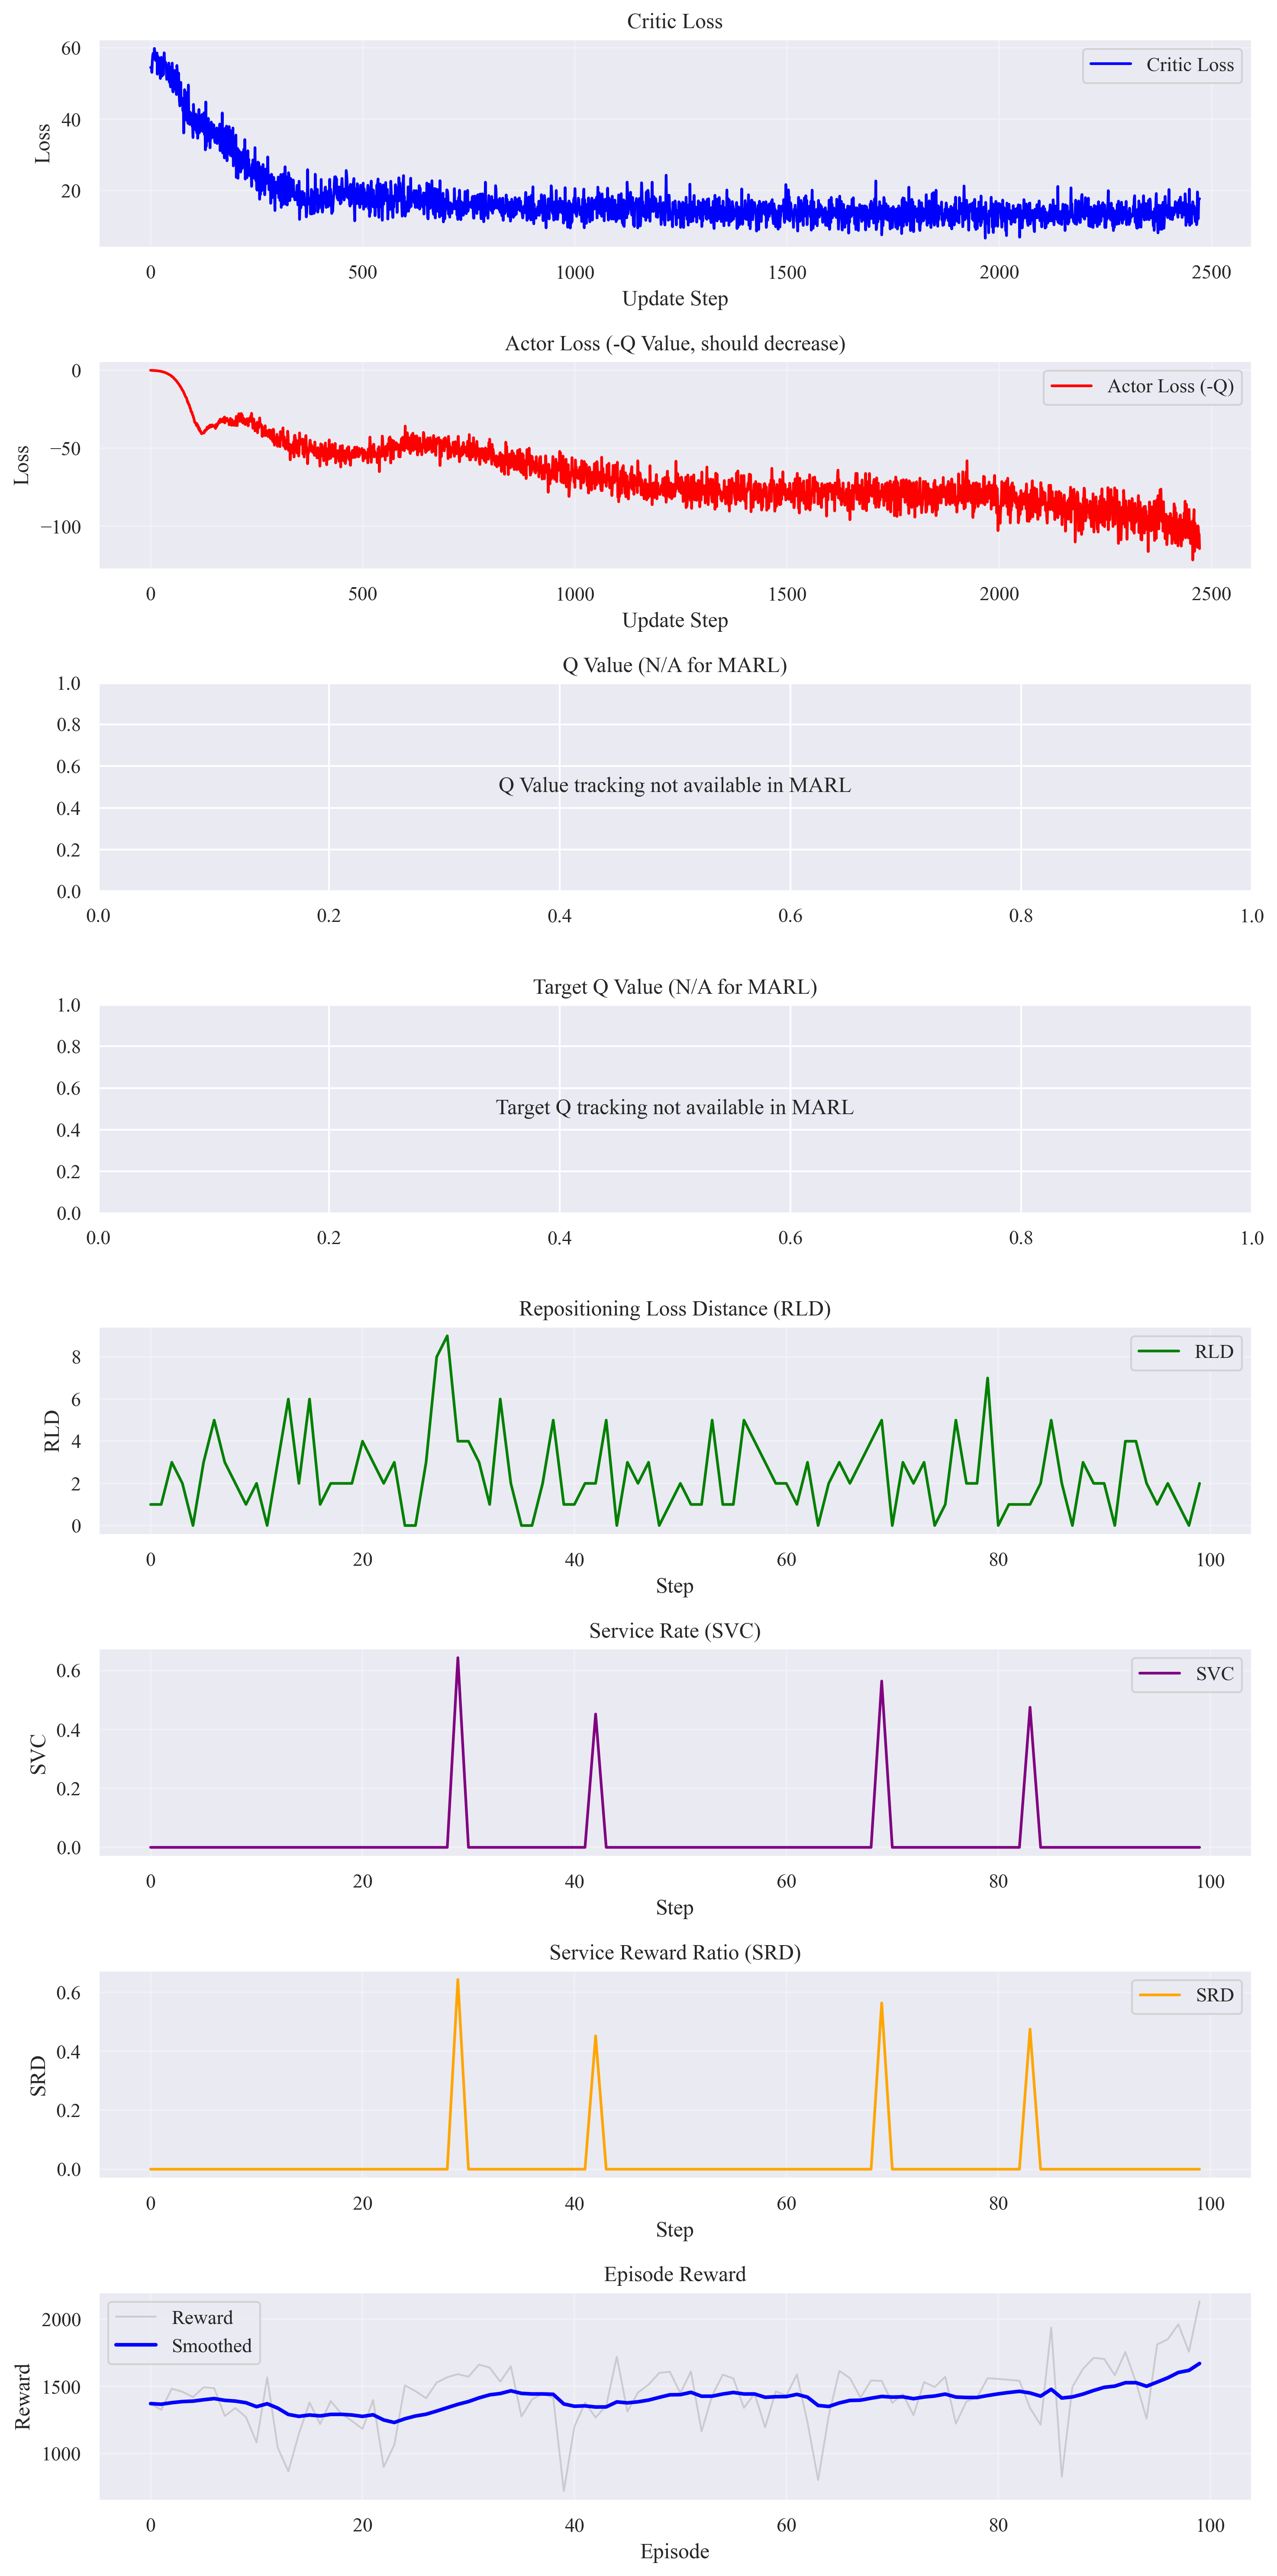 Critic Loss
60
Critic Loss
40
Loss
20
0 500 1000 1500 2000 2500
Update Step
Actor Loss (-Q Value, should decrease)
0
Actor Loss (-Q)
−50
Loss
−100
0 500 1000 1500 2000 2500
Update Step
Q Value (N/A for MARL)
1.0
0.8
0.6
Q Value tracking not available in MARL
0.4
0.2
0.0
0.0 0.2 0.4 0.6 0.8 1.0
Target Q Value (N/A for MARL)
1.0
0.8
0.6
Target Q tracking not available in MARL
0.4
0.2
0.0
0.0 0.2 0.4 0.6 0.8 1.0
Repositioning Loss Distance (RLD)
RLD
8
6
RLD
4
2
0
0 20 40 60 80 100
Step
Service Rate (SVC)
SVC
0.6
0.4
SVC
0.2
0.0
0 20 40 60 80 100
Step
Service Reward Ratio (SRD)
SRD
0.6
0.4
SRD
0.2
0.0
0 20 40 60 80 100
Step
Episode Reward
Reward
Smoothed
2000
1500
Reward
1000
0 20 40 60 80 100
Episode